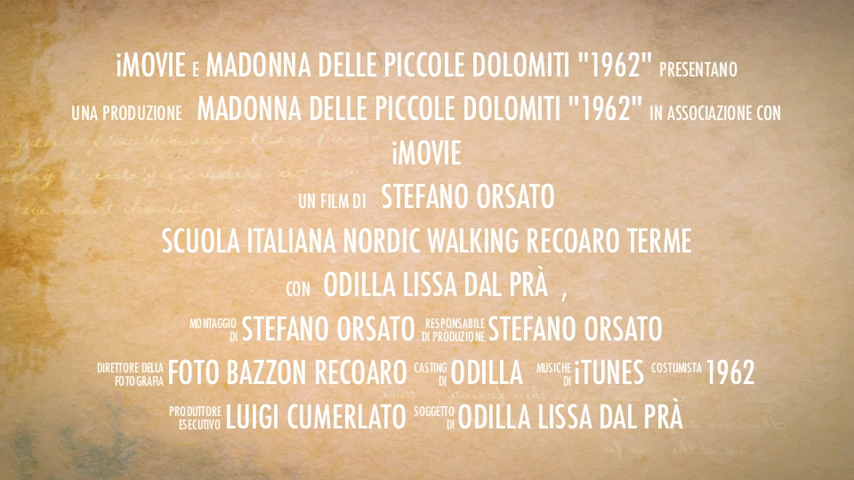 iMOVIE E MADONNA DELLE PICCOLE DOLOMITI "1962" PRESENTANO
UNA PRODUZIONE MADONNA DELLE PICCOLE DOLOMITI "1962" IN ASSOCIAZIONE CON
iMOVIE
UN FILM DI STEFANO ORSATO
SCUOLA ITALIANA NORDIC WALKING RECOARO TERME
CON ODILLA LISSA DAL PRÀ ,
MONTAGGIO DI STEFANO ORSATO RESPONSABILE DI PRODUZIONE STEFANO ORSATO
DIRETTORE DELLA FOTOGRAFIA FOTO BAZZON RECOARO CASTING DI ODILLA MUSICHE DI iTUNES COSTUMISTA 1962
PRODUTTORE ESECUTIVO LUIGI CUMERLATO SOGGETTO DI ODILLA LISSA DAL PRÀ